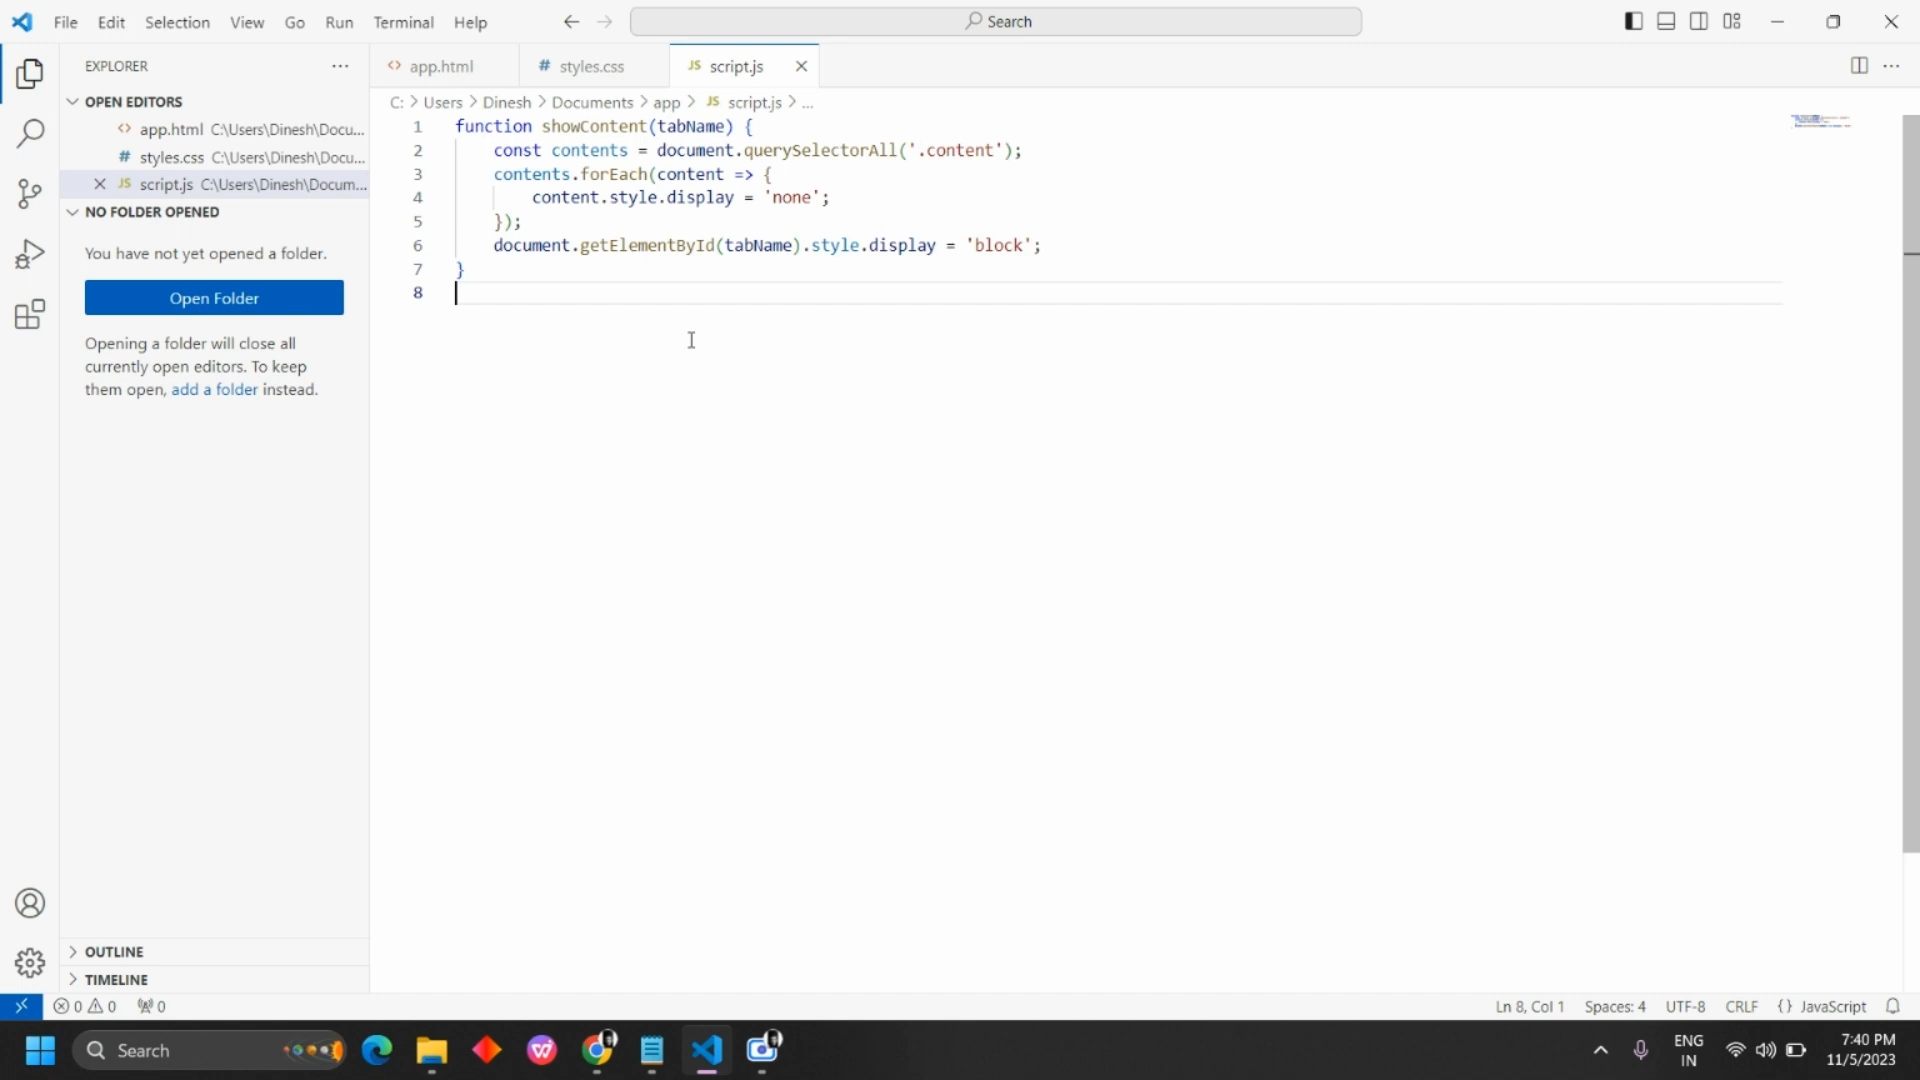 File Edit Selection View Go Run Terminal Help
Search
EXPLORER
app.html
styles.css
JS script.js
OPEN EDITORS
app.html C:\Users\Dinesh\Docu...
styles.css C:\Users\Dinesh\Docu...
JS script.js C:\Users\Dinesh\Docum...
NO FOLDER OPENED
You have not yet opened a folder.
Open Folder
Opening a folder will close all
currently open editors. To keep
them open, add a folder instead.
OUTLINE
TIMELINE
C: > Users > Dinesh > Documents > app > JS script.js > ...
1 function showContent(tabName) {
2 const contents = document.querySelectorAll('.content');
3 contents.forEach(content => {
4 content.style.display = 'none';
5 });
6 document.getElementById(tabName).style.display = 'block';
7 }
8
0 0 0
Ln 8, Col 1 Spaces: 4 UTF-8 CRLF {} JavaScript
Search
ENG
IN
7:40 PM
11/5/2023